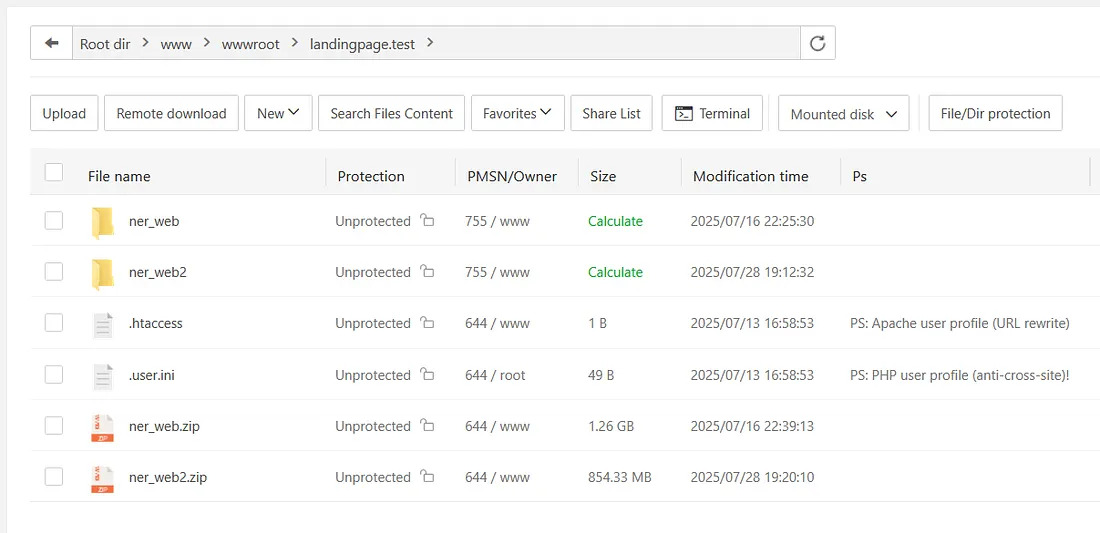 Root dir > www > wwwroot > landingpage.test >
Upload Remote download New Search Files Content Favorites Share List Terminal Mounted disk File/Dir protection
File name Protection PMSN/Owner Size Modification time Ps
ner_web Unprotected 755 / www Calculate 2025/07/16 22:25:30
ner_web2 Unprotected 755 / www Calculate 2025/07/28 19:12:32
.htaccess Unprotected 644 / www 1 B 2025/07/13 16:58:53 PS: Apache user profile (URL rewrite)
.user.ini Unprotected 644 / root 49 B 2025/07/13 16:58:53 PS: PHP user profile (anti-cross-site)!
ZIP ner_web.zip Unprotected 644 / www 1.26 GB 2025/07/16 22:39:13
ZIP ner_web2.zip Unprotected 644 / www 854.33 MB 2025/07/28 19:20:10